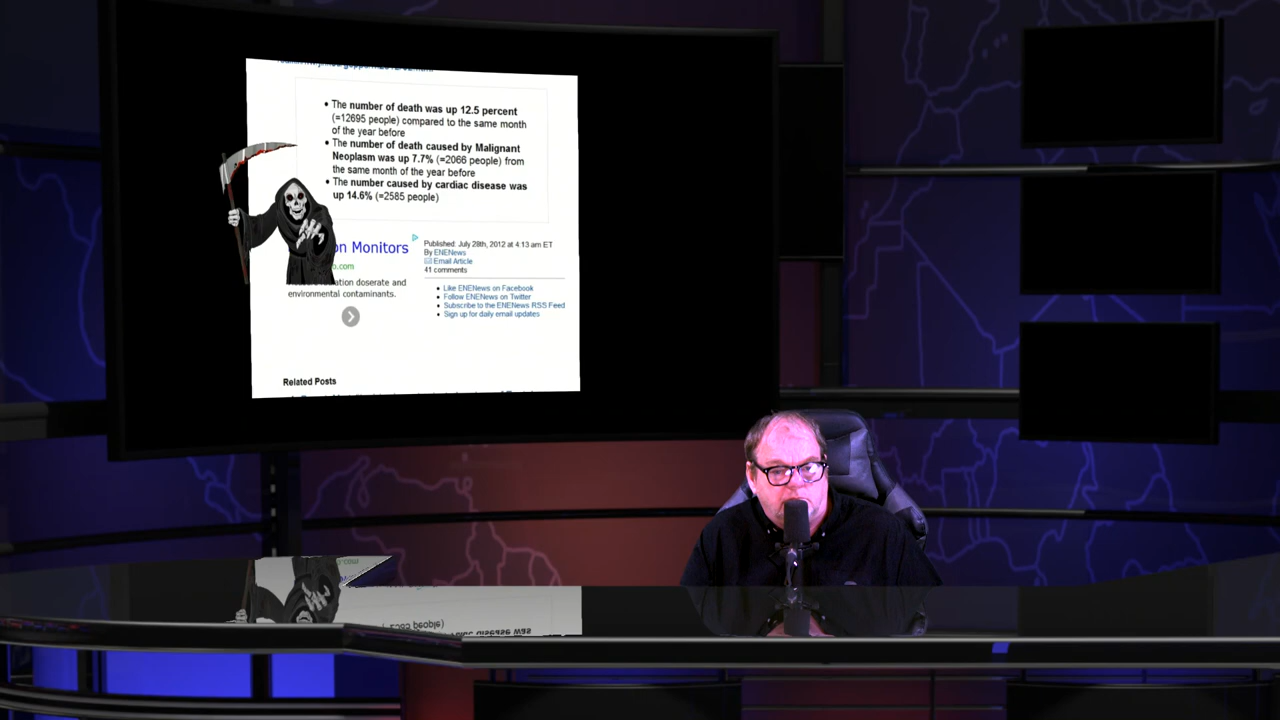 • The number of death was up 12.5 percent
(=12695 people) compared to the same month
of the year before
• The number of death caused by Malignant
Neoplasm was up 7.7% (=2066 people) from
the same month of the year before
• The number caused by cardiac disease was
up 14.6% (=2585 people)
on Monitors
.com
doserate and
environmental contaminants.
Published: July 28th, 2012 at 4:13 am ET
By ENENews
Email Article
41 comments
• Like ENENews on Facebook
• Follow ENENews on Twitter
• Subscribe to the ENENews RSS Feed
• Sign up for daily email updates
Related Posts